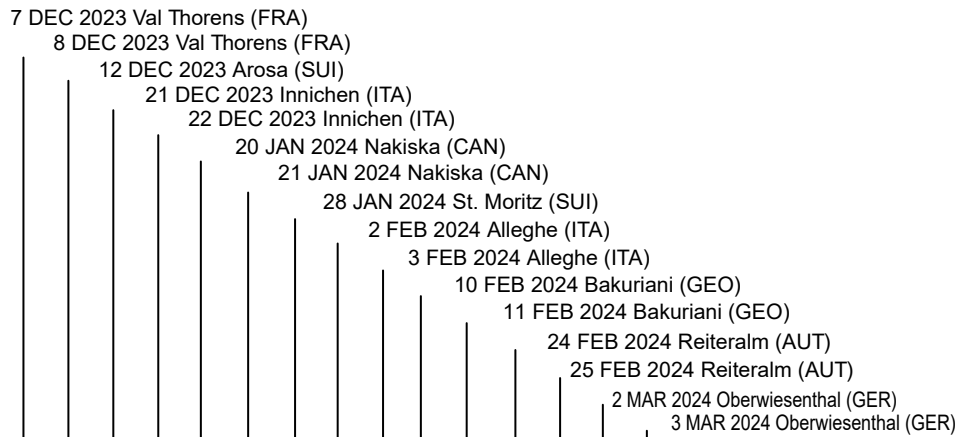 7 DEC 2023 Val Thorens (FRA)
8 DEC 2023 Val Thorens (FRA)
12 DEC 2023 Arosa (SUI)
21 DEC 2023 Innichen (ITA)
22 DEC 2023 Innichen (ITA)
20 JAN 2024 Nakiska (CAN)
21 JAN 2024 Nakiska (CAN)
28 JAN 2024 St. Moritz (SUI)
2 FEB 2024 Alleghe (ITA)
3 FEB 2024 Alleghe (ITA)
10 FEB 2024 Bakuriani (GEO)
11 FEB 2024 Bakuriani (GEO)
24 FEB 2024 Reiteralm (AUT)
25 FEB 2024 Reiteralm (AUT)
2 MAR 2024 Oberwiesenthal (GER)
3 MAR 2024 Oberwiesenthal (GER)